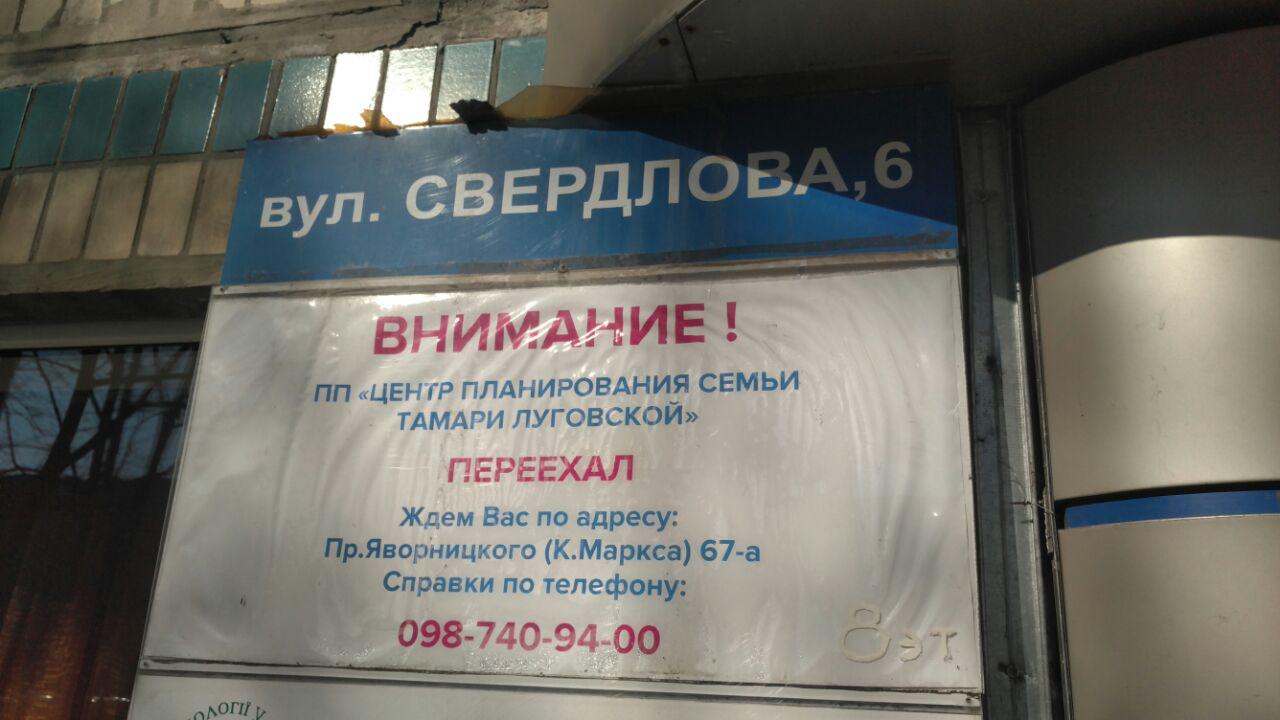 вул. СВЕРДЛОВА, 6
ВНИМАНИЕ !
ПП «ЦЕНТР ПЛАНИРОВАНИЯ СЕМЬИ
ТАМАРИ ЛУГОВСКОЙ»
ПЕРЕЕХАЛ
Ждем Вас по адресу:
Пр.Яворницкого (К.Маркса) 67-а
Справки по телефону:
098-740-94-00
8 эт